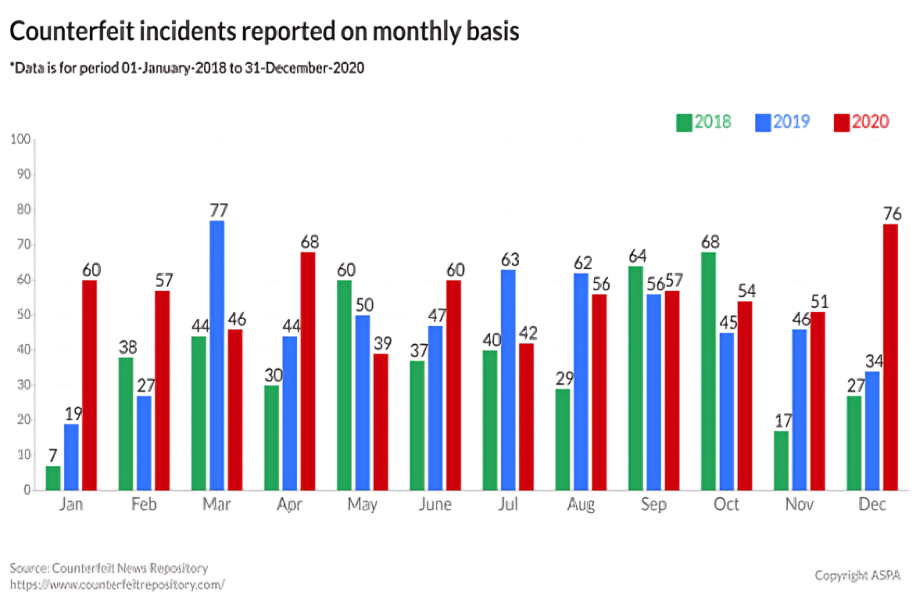 Counterfeit incidents reported on monthly basis
*Data is for period 01-January-2018 to 31-December-2020
2018 2019 2020
100
90
80
70
60
50
40
30
20
10
0
7 19 60
38 27 57
44 77 46
30 44 68
60 50 39
37 47 60
40 63 42
29 62 56
64 56 57
68 45 54
17 46 51
27 34 76
Jan Feb Mar Apr May June Jul Aug Sep Oct Nov Dec
Source: Counterfeit News Repository
https://www.counterfeitrepository.com/
Copyright ASPA